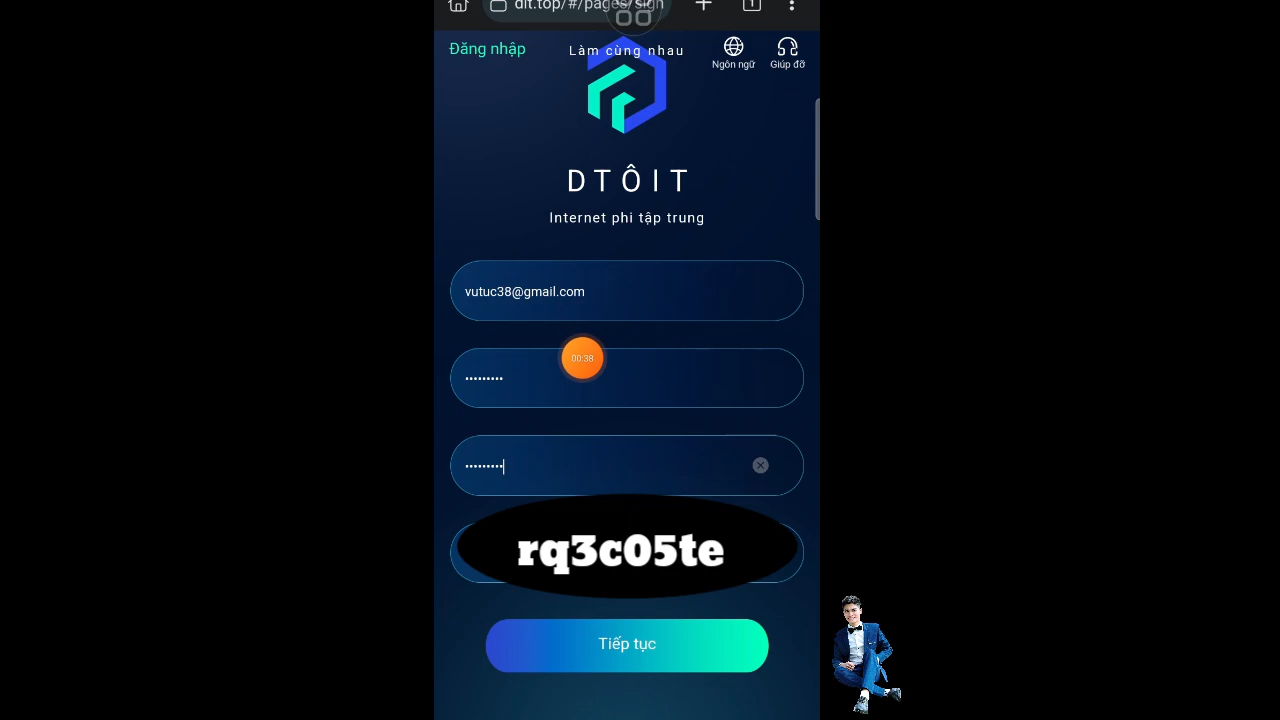 dit.top/#/pages/sign
1
Đăng nhập
Làm cùng nhau
Ngôn ngữ
Giúp đỡ
DTÔIT
Internet phi tập trung
vutuc38@gmail.com
00:38
•••••••••
•••••••••
rq3c05te
Tiếp tục